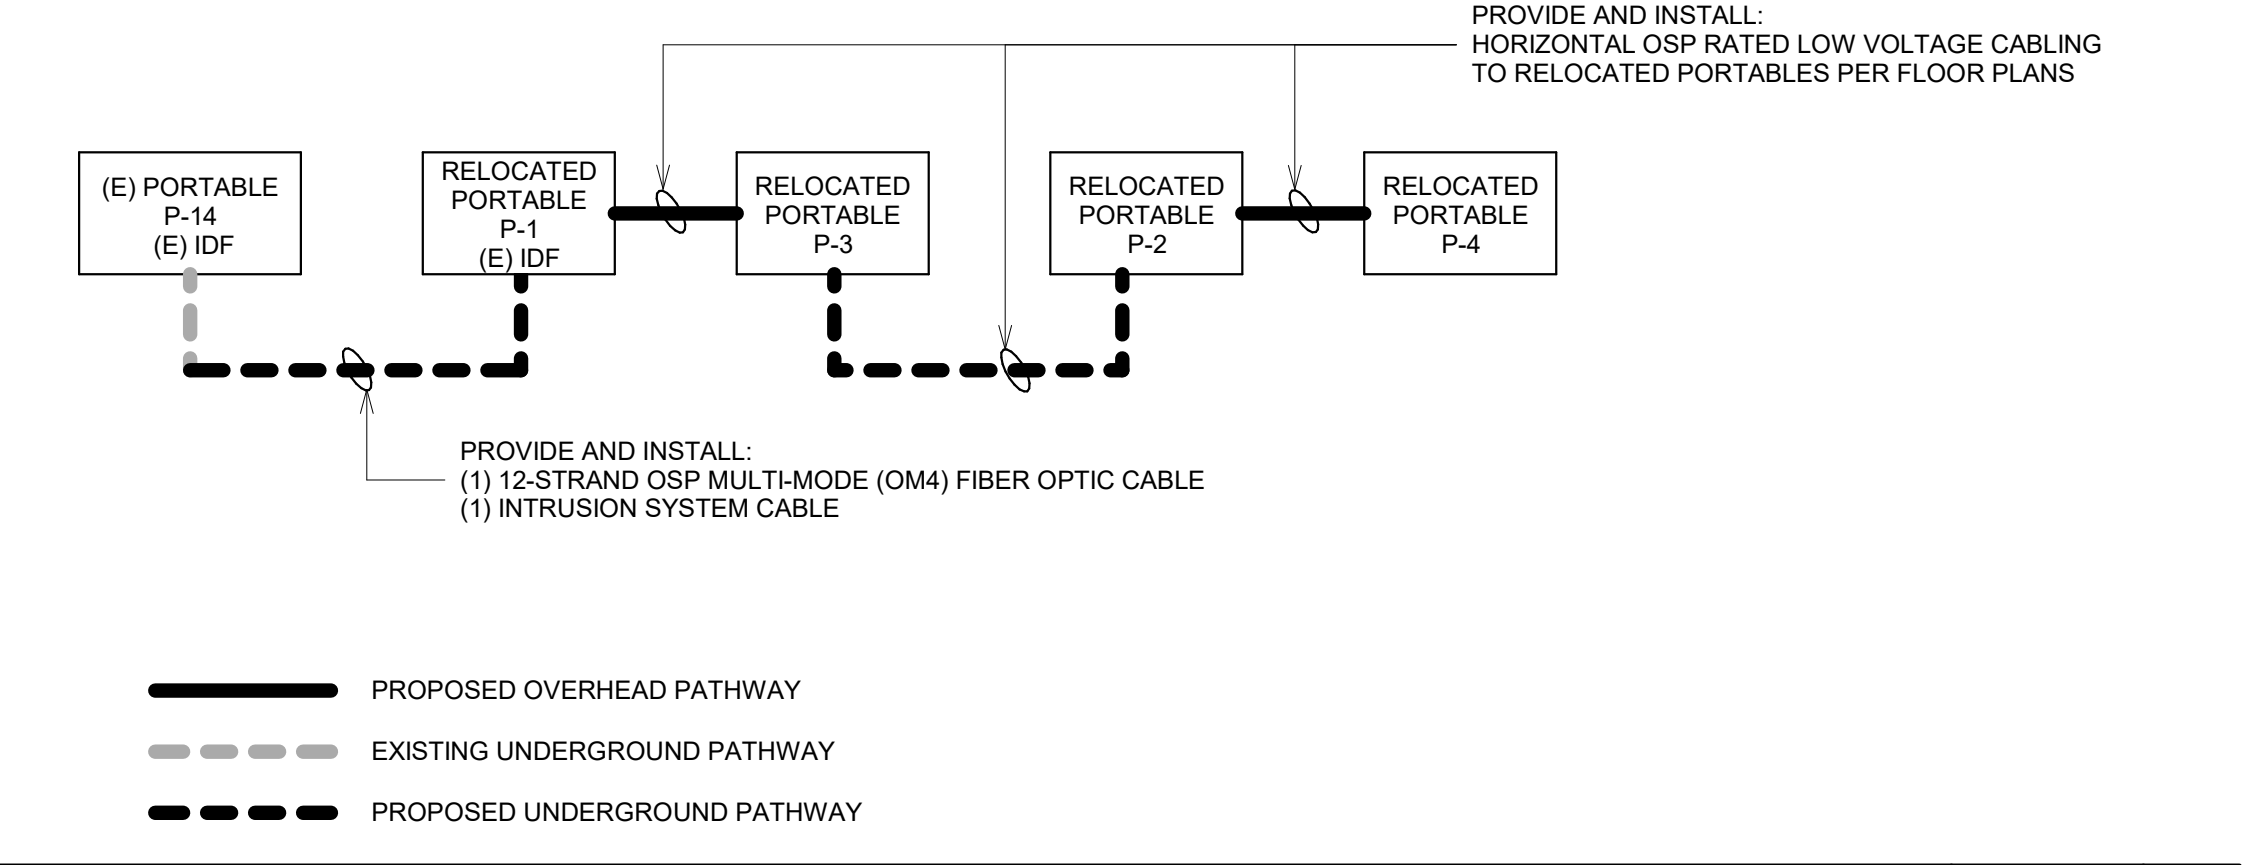 PROVIDE AND INSTALL:
HORIZONTAL OSP RATED LOW VOLTAGE CABLING
TO RELOCATED PORTABLES PER FLOOR PLANS
(E) PORTABLE
P-14
(E) IDF
RELOCATED
PORTABLE
P-1
(E) IDF
RELOCATED
PORTABLE
P-3
RELOCATED
PORTABLE
P-2
RELOCATED
PORTABLE
P-4
PROVIDE AND INSTALL:
(1) 12-STRAND OSP MULTI-MODE (OM4) FIBER OPTIC CABLE
(1) INTRUSION SYSTEM CABLE
PROPOSED OVERHEAD PATHWAY
EXISTING UNDERGROUND PATHWAY
PROPOSED UNDERGROUND PATHWAY